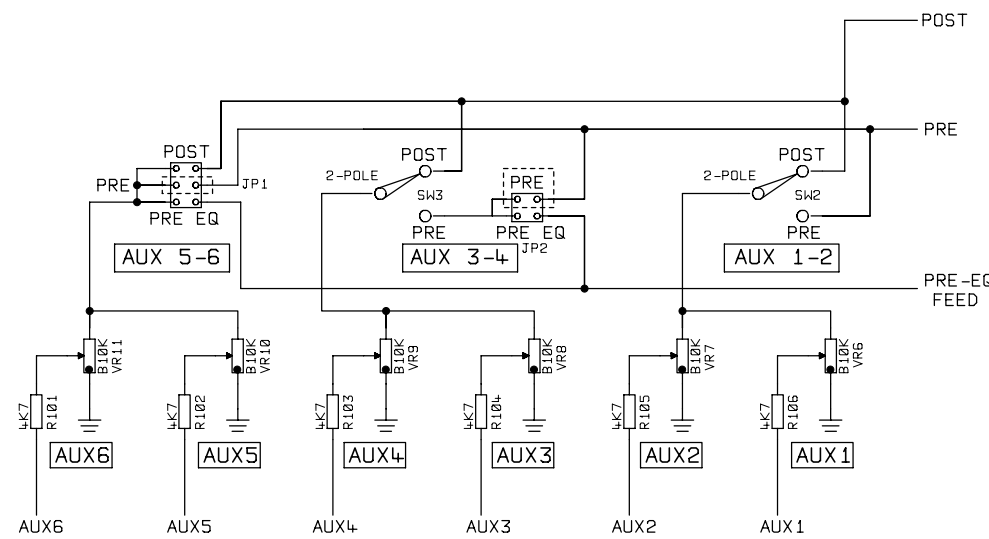 POST
PRE
POST
PRE
JP1
PRE EQ
AUX 5-6
2-POLE
POST
SW3
PRE
PRE
PRE EQ
JP2
AUX 3-4
2-POLE
POST
SW2
PRE
AUX 1-2
PRE-EQ
FEED
B10K
VR11
B10K
VR10
B10K
VR9
B10K
VR8
B10K
VR7
B10K
VR6
4K7
R101
4K7
R102
4K7
R103
4K7
R104
4K7
R105
4K7
R106
AUX6
AUX5
AUX4
AUX3
AUX2
AUX1
AUX6
AUX5
AUX4
AUX3
AUX2
AUX1